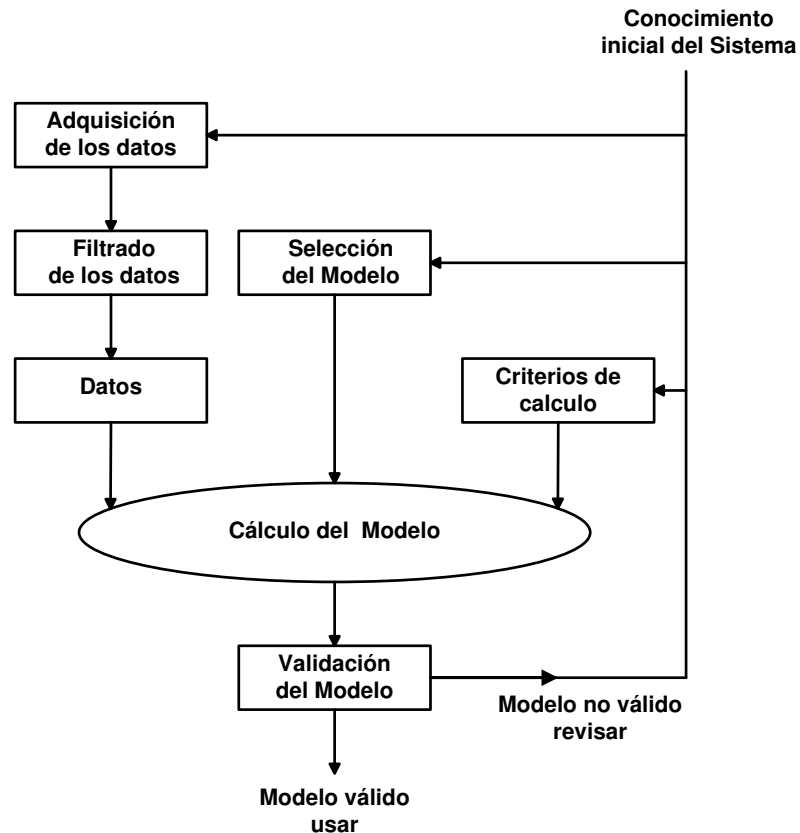 Conocimiento
inicial del Sistema
Adquisición
de los datos
Filtrado
de los datos
Selección
del Modelo
Datos
Criterios de
calculo
Cálculo del Modelo
Validación
del Modelo
Modelo no válido
revisar
Modelo válido
usar